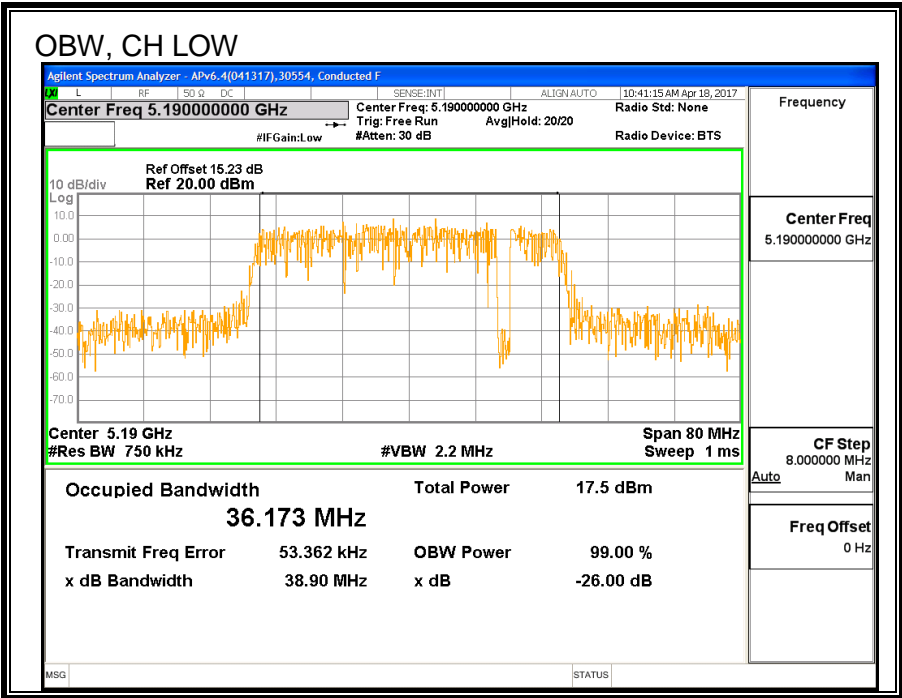 OBW, CH LOW
Agilent Spectrum Analyzer - APv6.4(041317),30554, Conducted F
LXI L RF 50 Ω DC SENSE:INT ALIGN AUTO 10:41:15 AM Apr 18, 2017
Center Freq 5.190000000 GHz
Center Freq: 5.190000000 GHz
Radio Std: None
Trig: Free Run Avg|Hold: 20/20
#IFGain:Low
#Atten: 30 dB
Radio Device: BTS
Ref Offset 15.23 dB
10 dB/div Ref 20.00 dBm
Log
10.0
0.00
-10.0
-20.0
-30.0
-40.0
-50.0
-60.0
-70.0
Center 5.19 GHz Span 80 MHz
#Res BW 750 kHz #VBW 2.2 MHz Sweep 1 ms
Occupied Bandwidth Total Power 17.5 dBm
36.173 MHz
Transmit Freq Error 53.362 kHz OBW Power 99.00 %
x dB Bandwidth 38.90 MHz x dB -26.00 dB
MSG STATUS
Frequency
Center Freq
5.190000000 GHz
CF Step
8.000000 MHz
Auto Man
Freq Offset
0 Hz